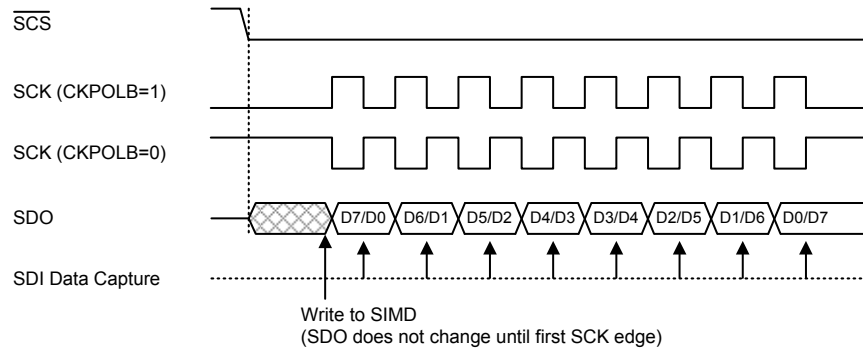 SCS
SCK (CKPOLB=1)
SCK (CKPOLB=0)
SDO
D7/D0 D6/D1 D5/D2 D4/D3 D3/D4 D2/D5 D1/D6 D0/D7
SDI Data Capture
Write to SIMD
(SDO does not change until first SCK edge)